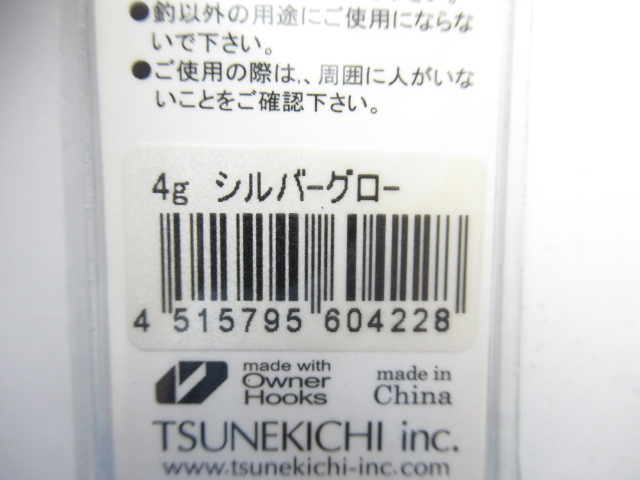 ●釣以外の用途にご使用にならな
いで下さい。
●ご使用の際は、、周囲に人がいな
いことをご確認下さい。
4g シルバーグロー
4 515795 604228
made with
Owner
Hooks
made in
China
TSUNEKICHI inc.
www.tsunekichi-inc.com